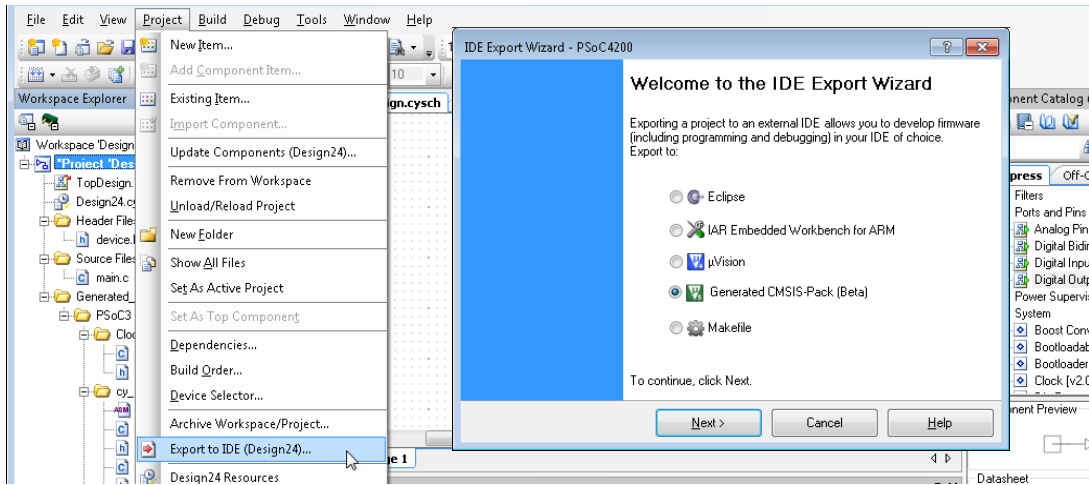 File Edit View Project Build Debug Tools Window Help
10
Workspace Explorer
Workspace 'Design
"Project 'Des
TopDesign.
Design24.cy
Header File
device.
Source Files
main.c
Generated_
PSoC3
Cloc
cy_
New Item...
Add Component Item...
Existing Item...
Import Component...
Update Components (Design24)...
Remove From Workspace
Unload/Reload Project
New Folder
Show All Files
Set As Active Project
Set As Top Component
Dependencies...
Build Order...
Device Selector...
Archive Workspace/Project...
Export to IDE (Design24)...
Design24 Resources
ign.cysch
ge 1
IDE Export Wizard - PSoC4200
Welcome to the IDE Export Wizard
Exporting a project to an external IDE allows you to develop firmware
(including programming and debugging) in your IDE of choice.
Export to:
Eclipse
IAR Embedded Workbench for ARM
µVision
Generated CMSIS-Pack (Beta)
Makefile
To continue, click Next.
Next >
Cancel
Help
onent Catalog
press Off-C
Filters
Ports and Pins
Analog Pin
Digital Bidir
Digital Inpu
Digital Outp
Power Supervi
System
Boost Conv
Bootloadab
Bootloader
Clock [v2.0
onent Preview
Datasheet